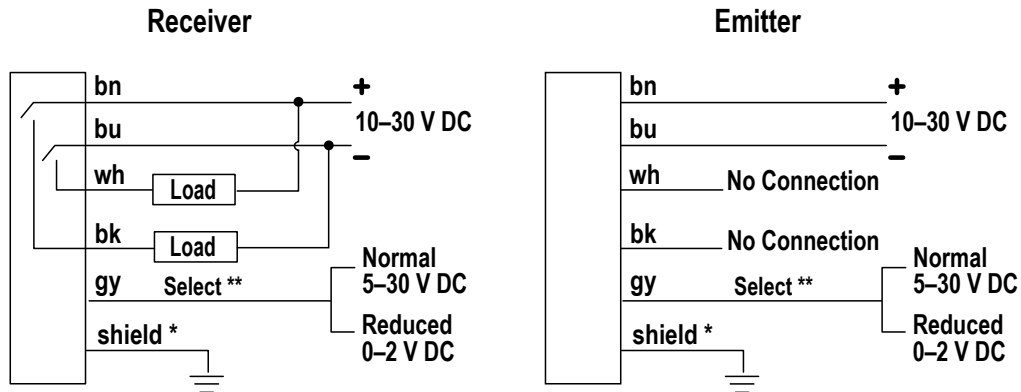 Receiver
bn
+
10–30 V DC
bu
–
wh
Load
bk
Load
gy
Select **
Normal
5–30 V DC
Reduced
0–2 V DC
shield *
Emitter
bn
+
10–30 V DC
bu
–
wh
No Connection
bk
No Connection
gy
Select **
Normal
5–30 V DC
Reduced
0–2 V DC
shield *